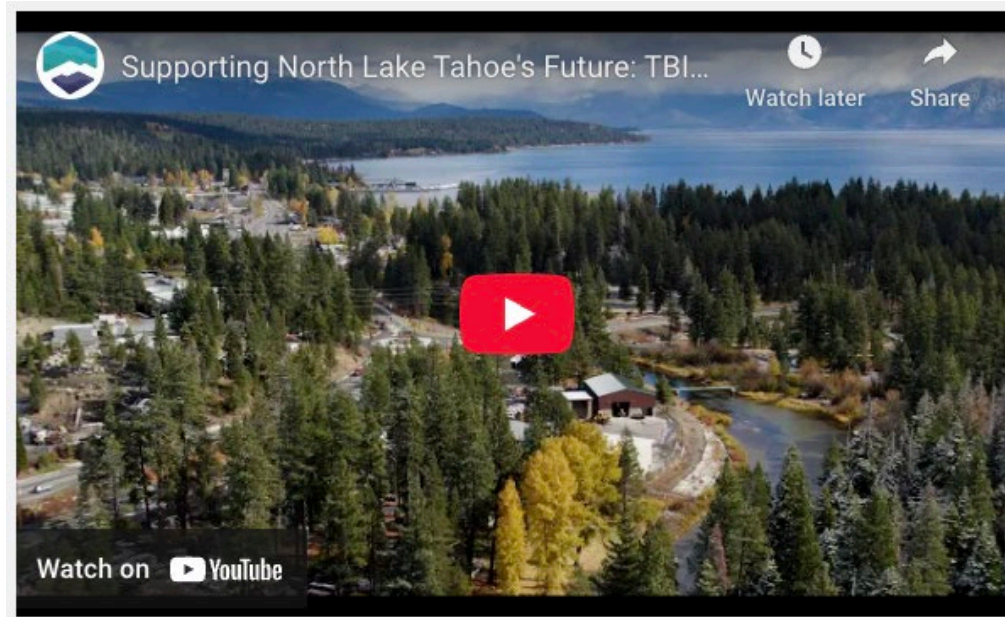 Supporting North Lake Tahoe's Future: TBI...
Watch later
Share
Watch on YouTube